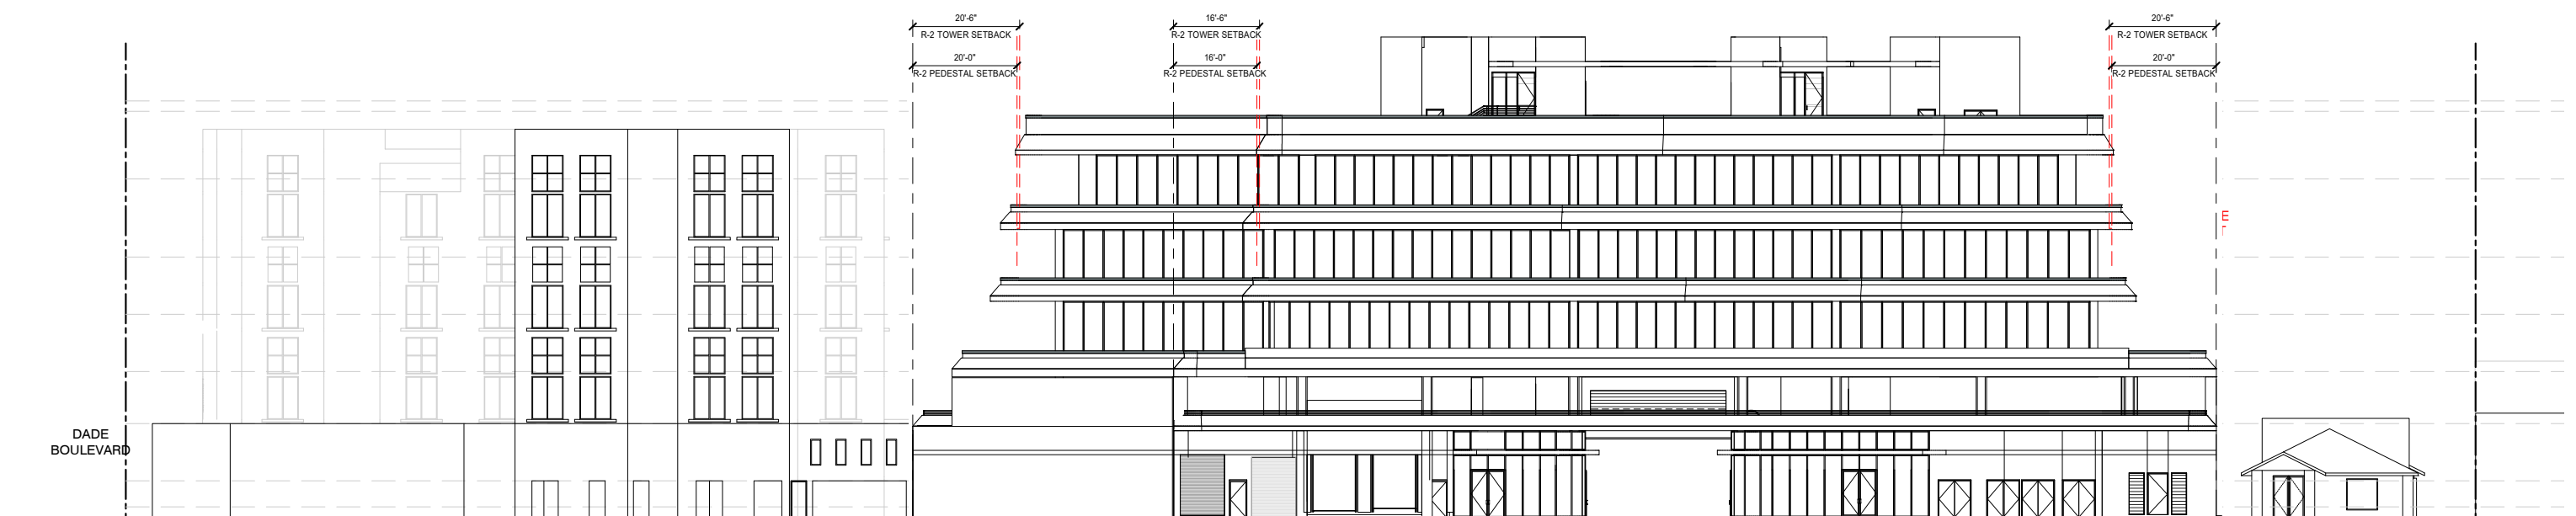 20'-6"
R-2 TOWER SETBACK
20'-0"
R-2 PEDESTAL SETBACK
16'-6"
R-2 TOWER SETBACK
16'-0"
R-2 PEDESTAL SETBACK
20'-6"
R-2 TOWER SETBACK
20'-0"
R-2 PEDESTAL SETBACK
E
DADE
BOULEVARD